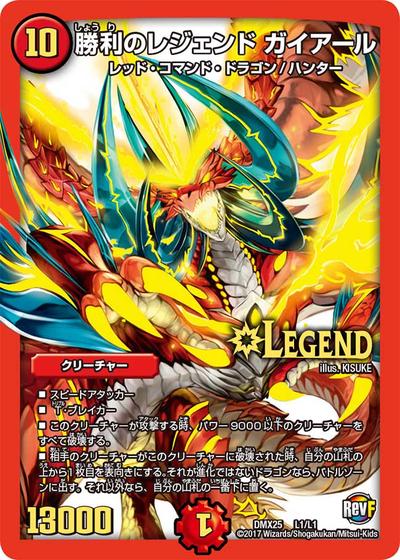 10
しょう り
勝利のレジェンド ガイアール
レッド・コマンド・ドラゴン/ハンター
LEGEND
illus. KISUKE
クリーチャー
■スピードアタッカー
■T・ブレイカー
■このクリーチャーが攻撃する時、パワー9000以下のクリーチャーを
すべて破壊する。
■相手のクリーチャーがこのクリーチャーに破壊された時、自分の山札の
上から1枚目を表向きにする。それが進化ではないドラゴンなら、バトルゾー
ンに出す。それ以外なら、自分の山札の一番下に置く。
13000
1
DMX25 L1/L1
©2017 Wizards/Shogakukan/Mitsui-Kids
RevF